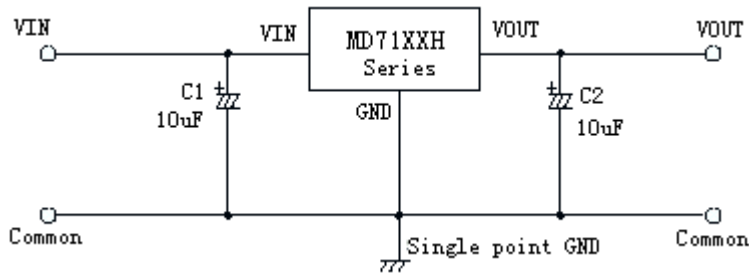 VIN
VIN
MD71XXH
Series
VOUT
VOUT
GND
C1
10uF
C2
10uF
Common
Single point GND
Common